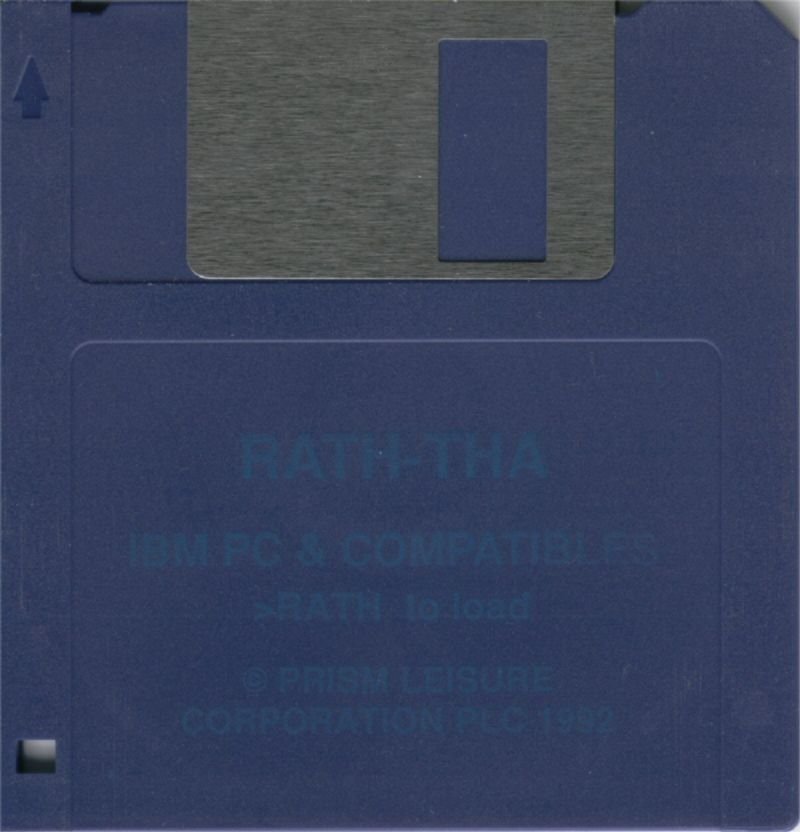 RATH-THA
IBM PC & COMPATIBLES
>RATH to load
© PRISM LEISURE
CORPORATION PLC 1992